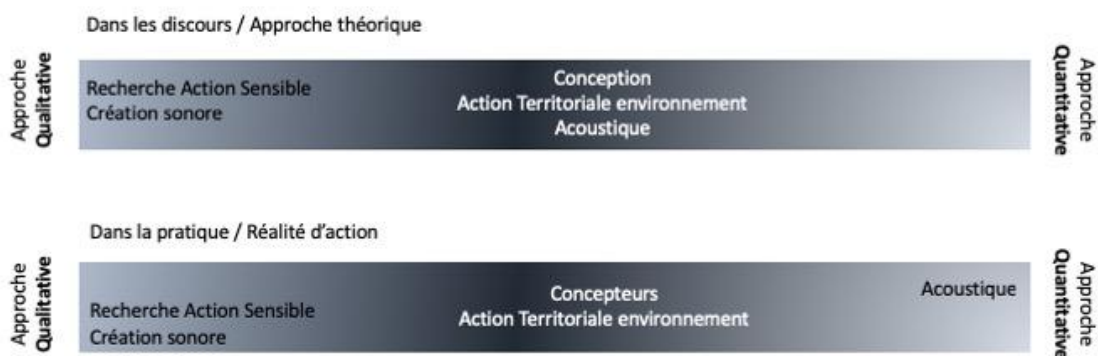 Dans les discours / Approche théorique
Approche
Qualitative
Recherche Action Sensible
Création sonore
Conception
Action Territoriale environnement
Acoustique
Approche
Quantitative
Dans la pratique / Réalité d'action
Approche
Qualitative
Recherche Action Sensible
Création sonore
Concepteurs
Action Territoriale environnement
Acoustique
Approche
Quantitative